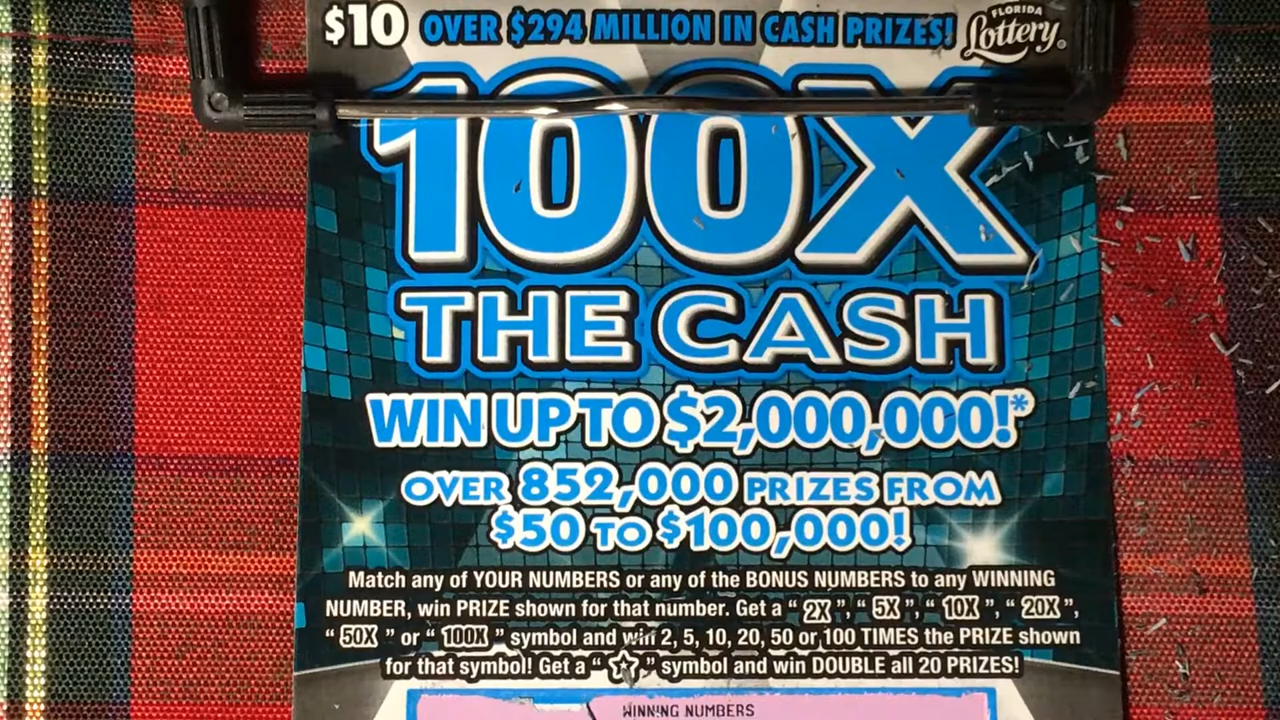 $10 OVER $294 MILLION IN CASH PRIZES! FLORIDA Lottery®
100X
THE CASH
WIN UP TO $2,000,000!*
OVER 852,000 PRIZES FROM
$50 TO $100,000!
Match any of YOUR NUMBERS or any of the BONUS NUMBERS to any WINNING
NUMBER, win PRIZE shown for that number. Get a “ 2X ”, “ 5X ”, “ 10X ”, “ 20X ”,
“ 50X ” or “ 100X ” symbol and win 2, 5, 10, 20, 50 or 100 TIMES the PRIZE shown
for that symbol! Get a “ ☆ ” symbol and win DOUBLE all 20 PRIZES!
WINNING NUMBERS